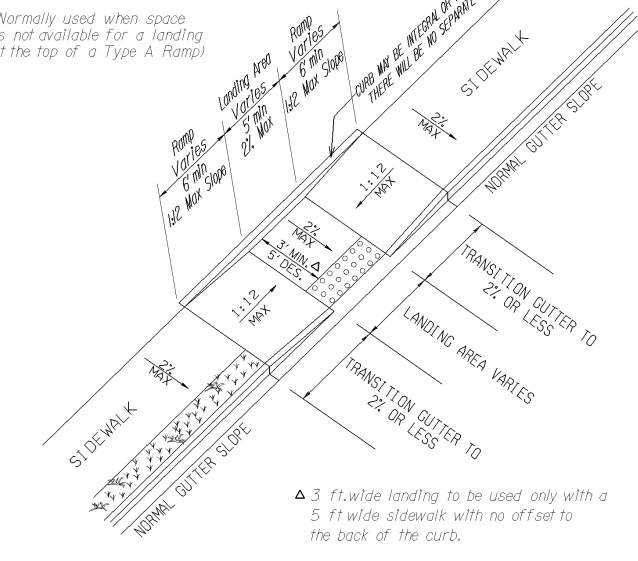 Normally used when space
s not available for a landing
t the top of a Type A Ramp)
Ramp
Varies
6' min
1:12 Max Slope
Landing Area
Varies
5' min
2% Max
Ramp
Varies
6' min
1:12 Max Slope
CURB MAY BE INTEGRAL OR
THERE WILL BE NO SEPARATE
SIDEWALK
2%
MAX
NORMAL GUTTER SLOPE
1:12
MAX
2%
MAX
3' MIN. Δ
5' DES.
1:12
MAX
2%
MAX
SIDEWALK
NORMAL GUTTER SLOPE
TRANSITION GUTTER TO
2% OR LESS
LANDING AREA VARIES
TRANSITION GUTTER TO
2% OR LESS
Δ 3 ft.wide landing to be used only with a
5 ft wide sidewalk with no offset to
the back of the curb.